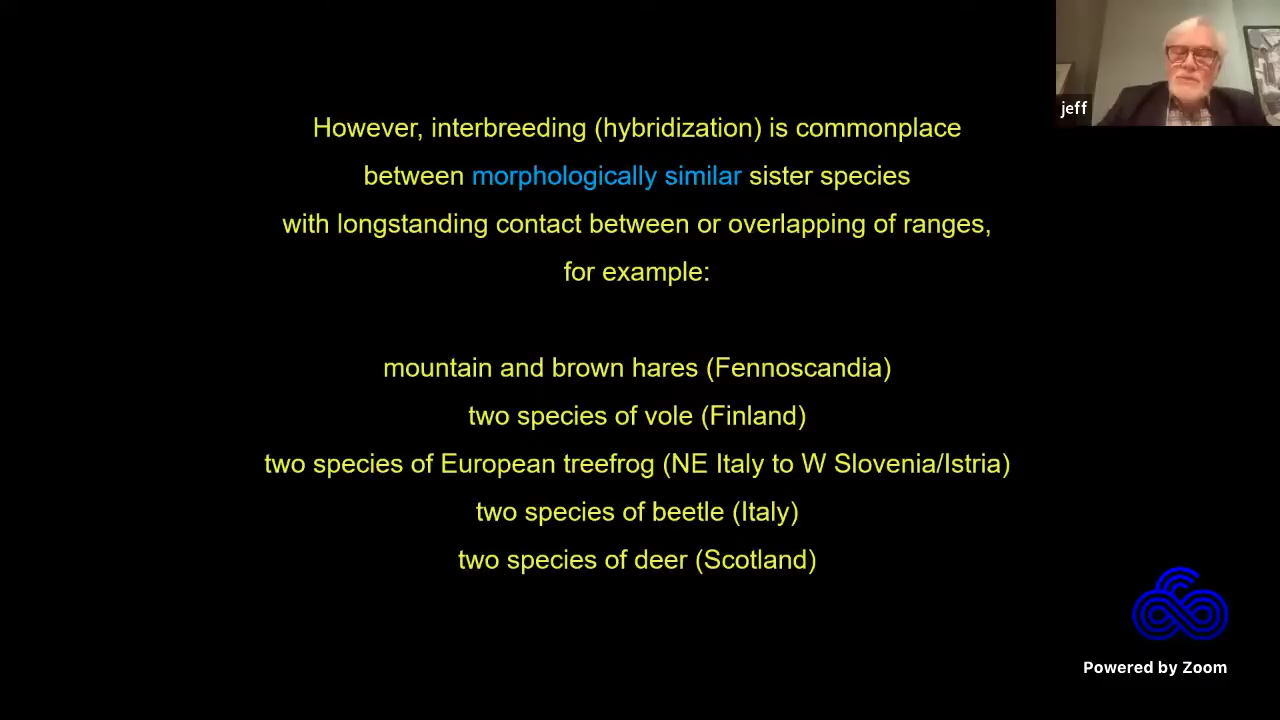 However, interbreeding (hybridization) is commonplace
between morphologically similar sister species
with longstanding contact between or overlapping of ranges,
for example:
mountain and brown hares (Fennoscandia)
two species of vole (Finland)
two species of European treefrog (NE Italy to W Slovenia/Istria)
two species of beetle (Italy)
two species of deer (Scotland)
jeff
Powered by Zoom